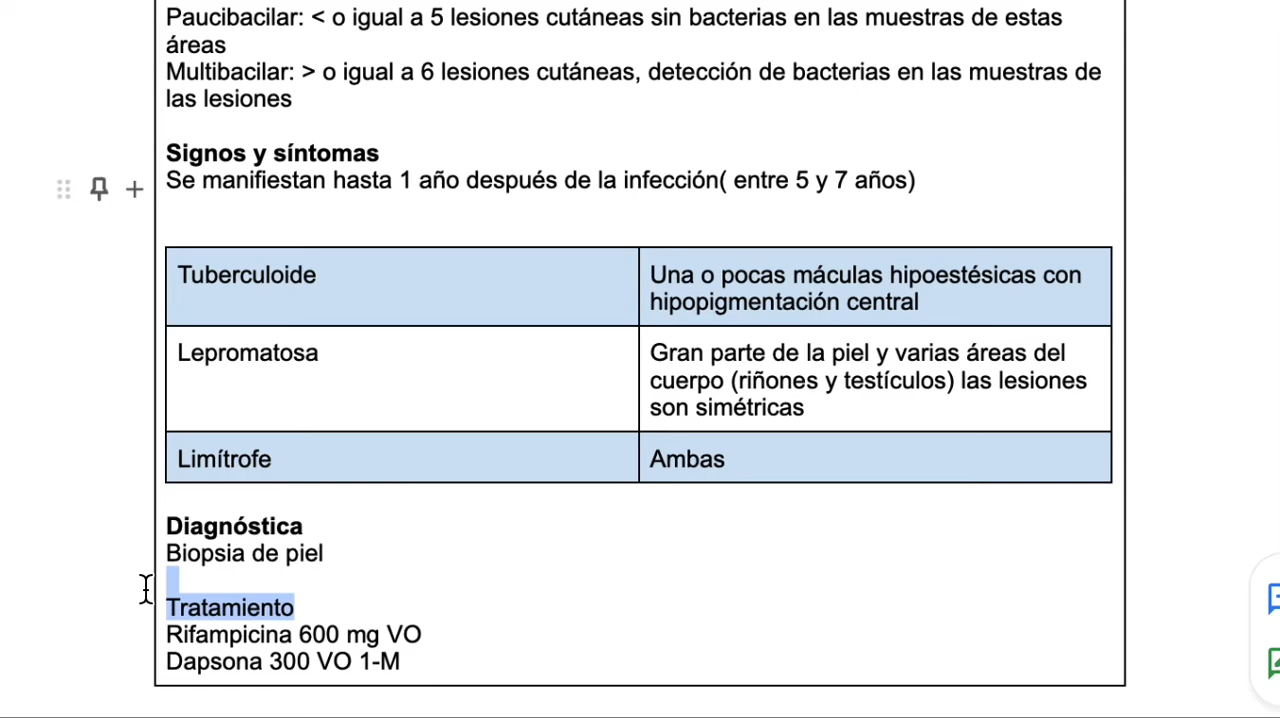 Paucibacilar: < o igual a 5 lesiones cutáneas sin bacterias en las muestras de estas
áreas
Multibacilar: > o igual a 6 lesiones cutáneas, detección de bacterias en las muestras de
las lesiones
Signos y síntomas
Se manifiestan hasta 1 año después de la infección( entre 5 y 7 años)
Tuberculoide
Una o pocas máculas hipoestésicas con
hipopigmentación central
Lepromatosa
Gran parte de la piel y varias áreas del
cuerpo (riñones y testículos) las lesiones
son simétricas
Limítrofe
Ambas
Diagnóstica
Biopsia de piel
Tratamiento
Rifampicina 600 mg VO
Dapsona 300 VO 1-M